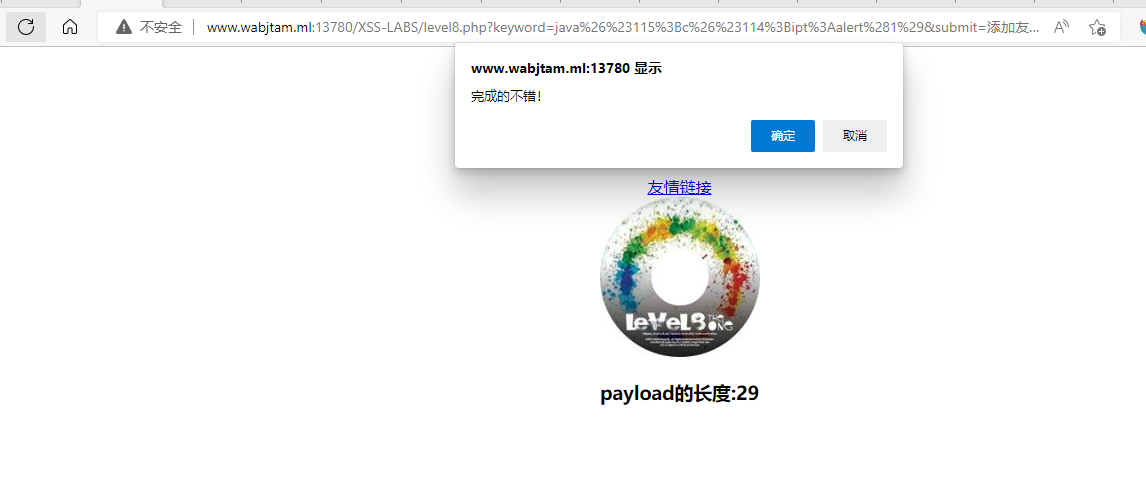 不安全
www.wabjtam.ml:13780/XSS-LABS/level8.php?keyword=java%26%23115%3Bc%26%23114%3Bipt%3Aalert%281%29&submit=添加友...
www.wabjtam.ml:13780 显示
完成的不错!
确定 取消
友情链接
LeVeL8 THE SONG
payload的长度:29